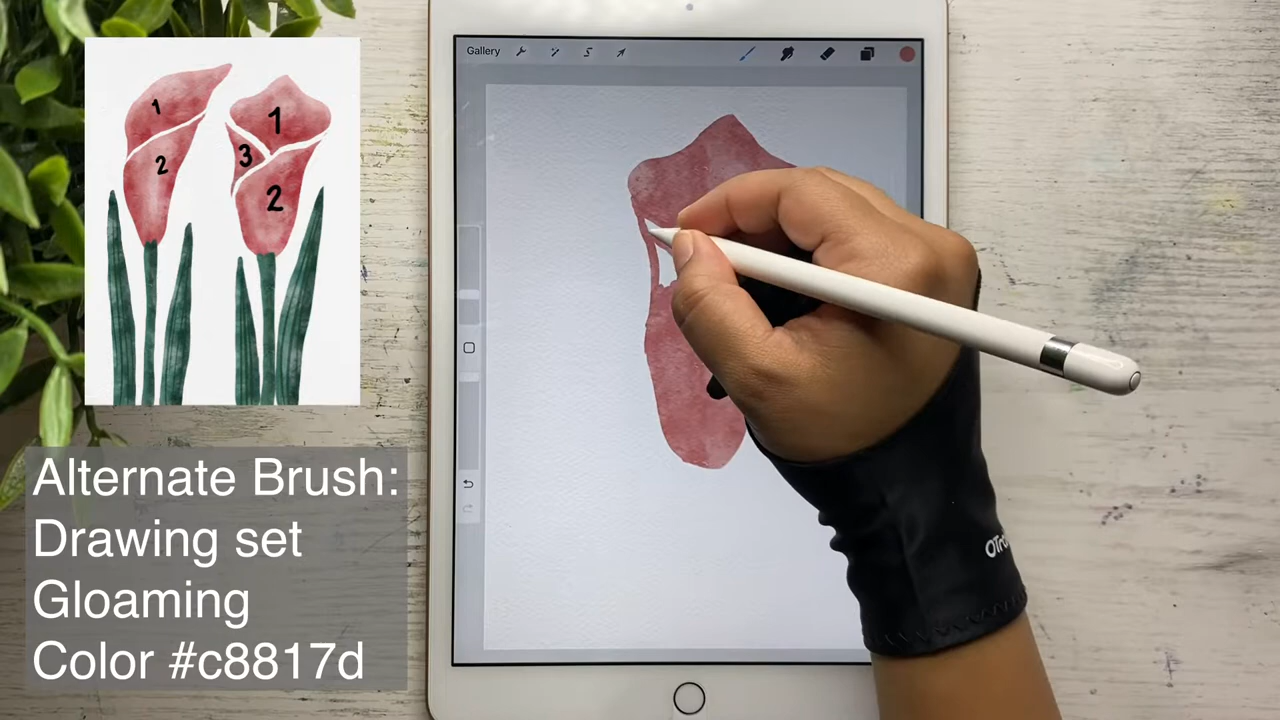 1
2
1
3
2
Gallery
Alternate Brush:
Drawing set
Gloaming
Color #c8817d